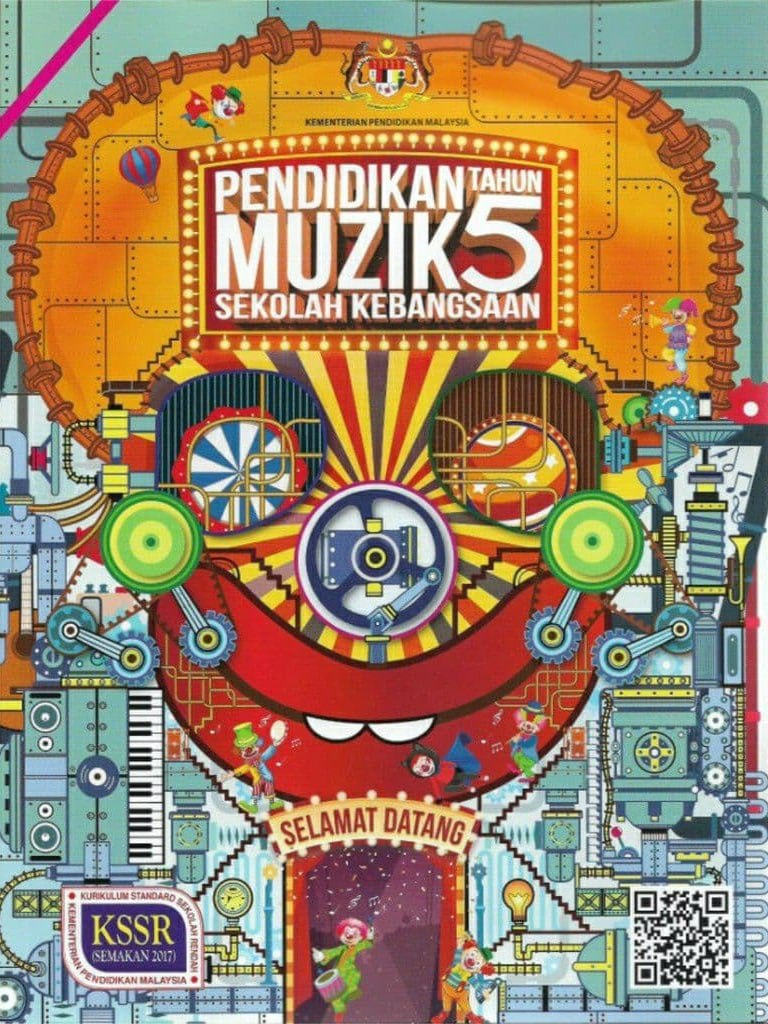 KEMENTERIAN PENDIDIKAN MALAYSIA
PENDIDIKAN TAHUN
MUZIK 5
SEKOLAH KEBANGSAAN
SELAMAT DATANG
KURIKULUM STANDARD SEKOLAH RENDAH
KSSR
(SEMAKAN 2017)
KEMENTERIAN PENDIDIKAN MALAYSIA